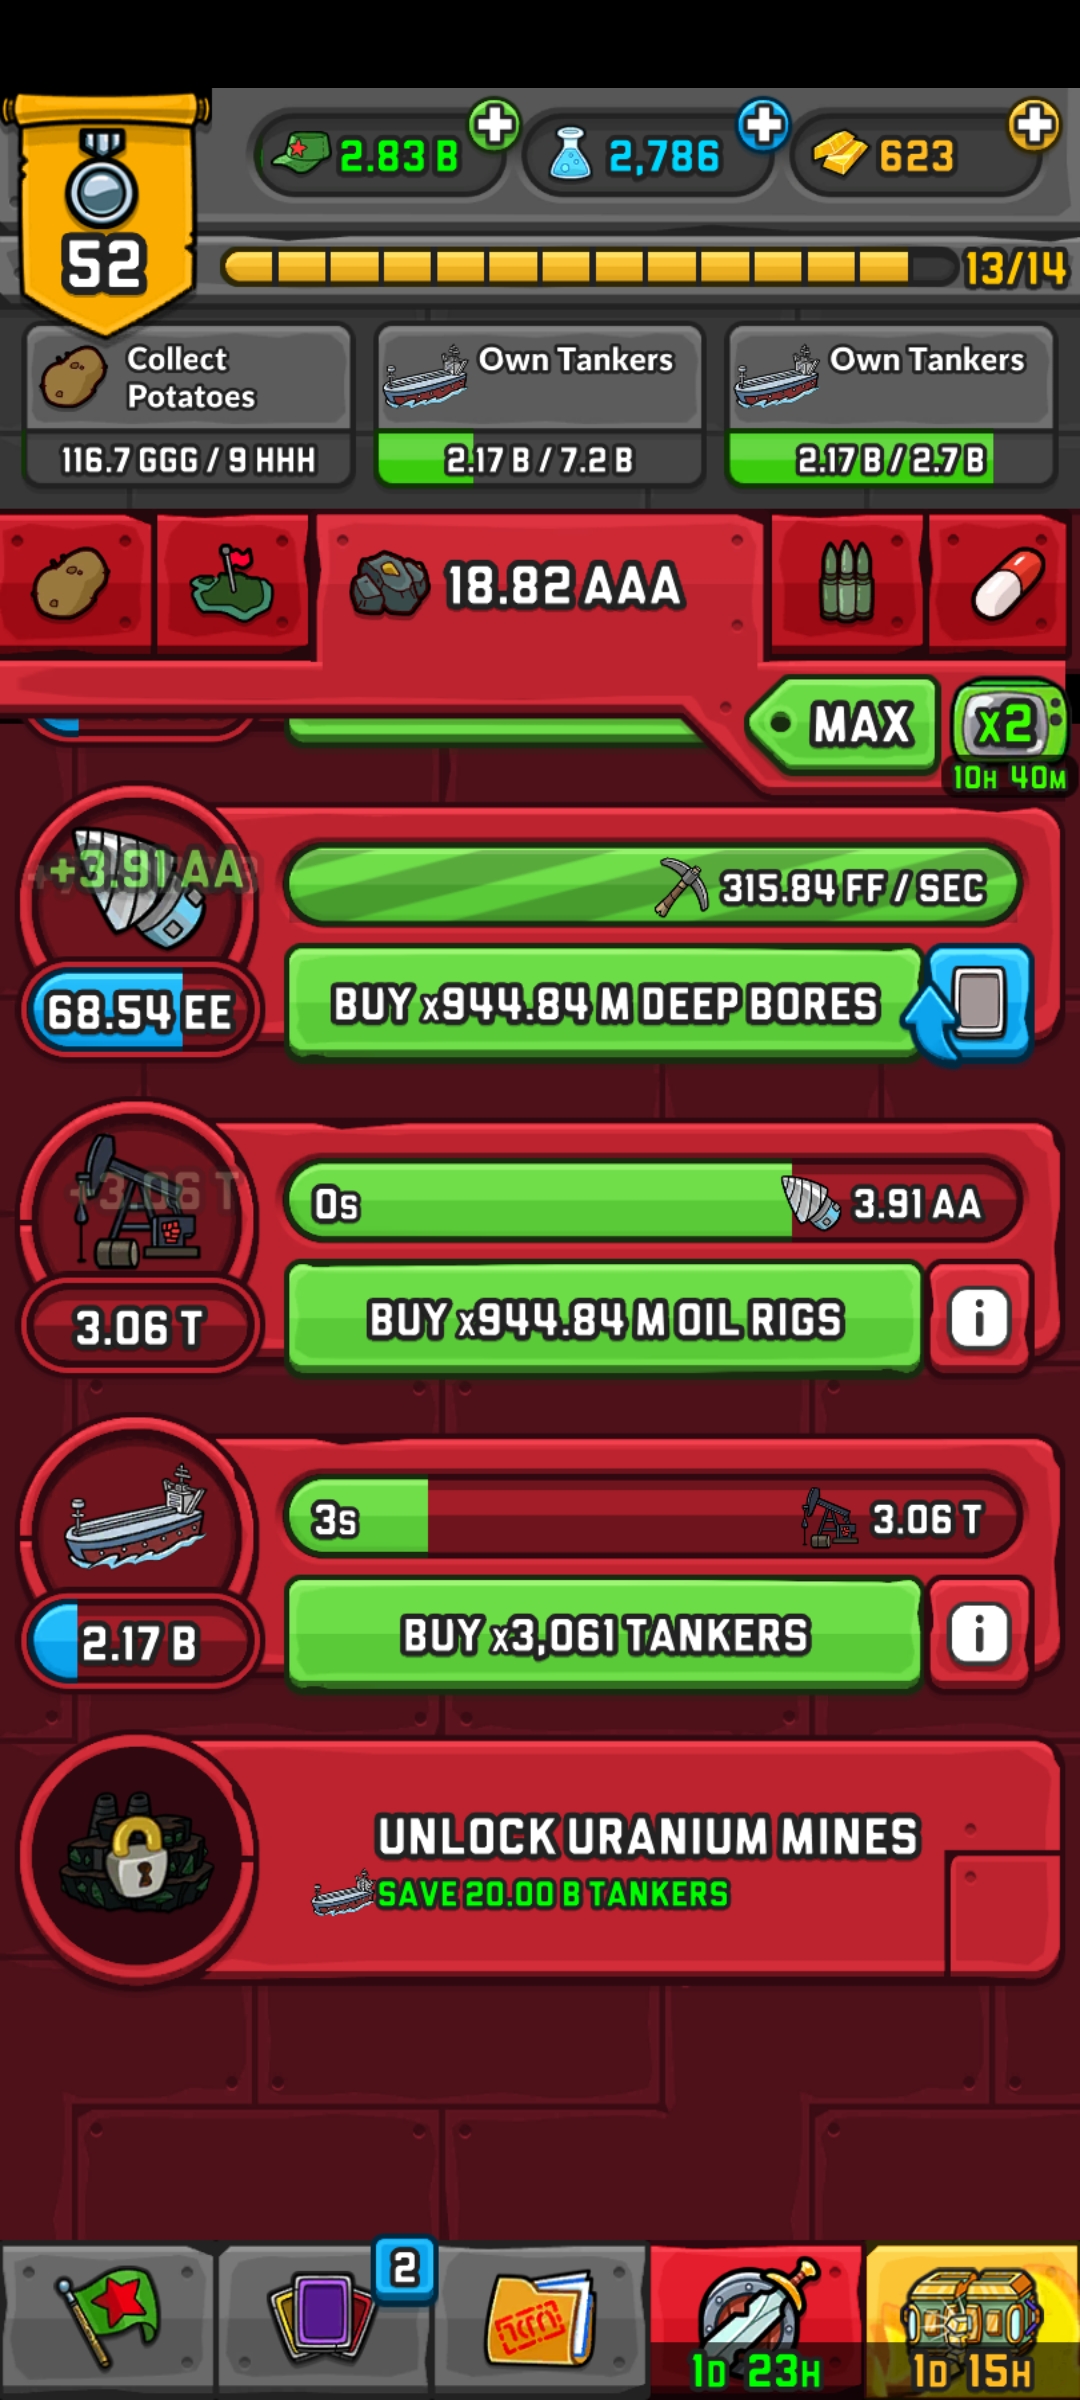 2.83 B
2,786
623
52
13/14
Collect
Potatoes
116.7 GGG / 9 HHH
Own Tankers
2.17 B / 7.2 B
Own Tankers
2.17 B / 2.7 B
18.82 AAA
MAX
x2
10H 40M
+3.91 AA
315.84 FF / SEC
68.54 EE
BUY x944.84 M DEEP BORES
+3.06 T
0s
3.91 AA
3.06 T
BUY x944.84 M OIL RIGS
i
3s
3.06 T
2.17 B
BUY x3,061 TANKERS
i
UNLOCK URANIUM MINES
SAVE 20.00 B TANKERS
2
1D 23H
1D 15H